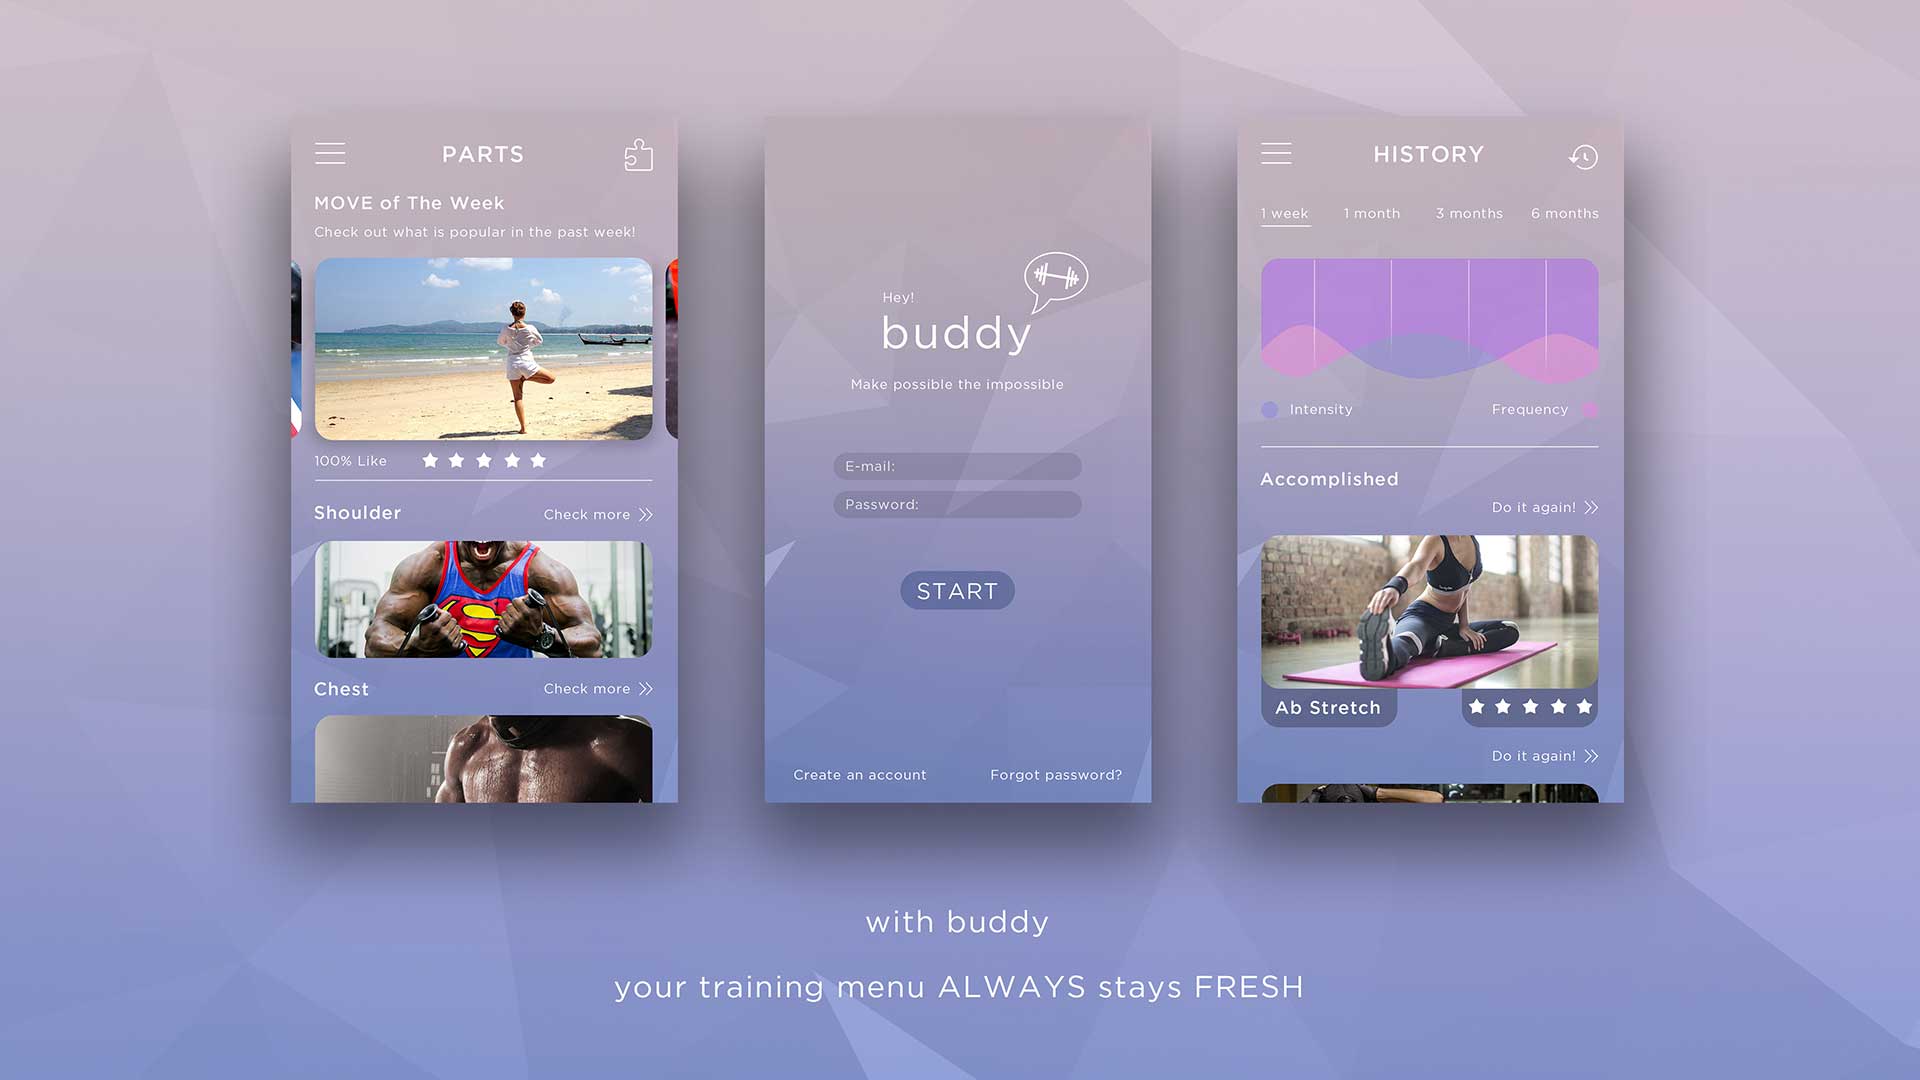 PARTS
MOVE of The Week
Check out what is popular in the past week!
100% Like
Shoulder
Check more
Chest
Check more
Hey!
buddy
Make possible the impossible
E-mail:
Password:
START
Create an account
Forgot password?
HISTORY
1 week
1 month
3 months
6 months
Intensity
Frequency
Accomplished
Do it again!
Ab Stretch
Do it again!
with buddy
your training menu ALWAYS stays FRESH